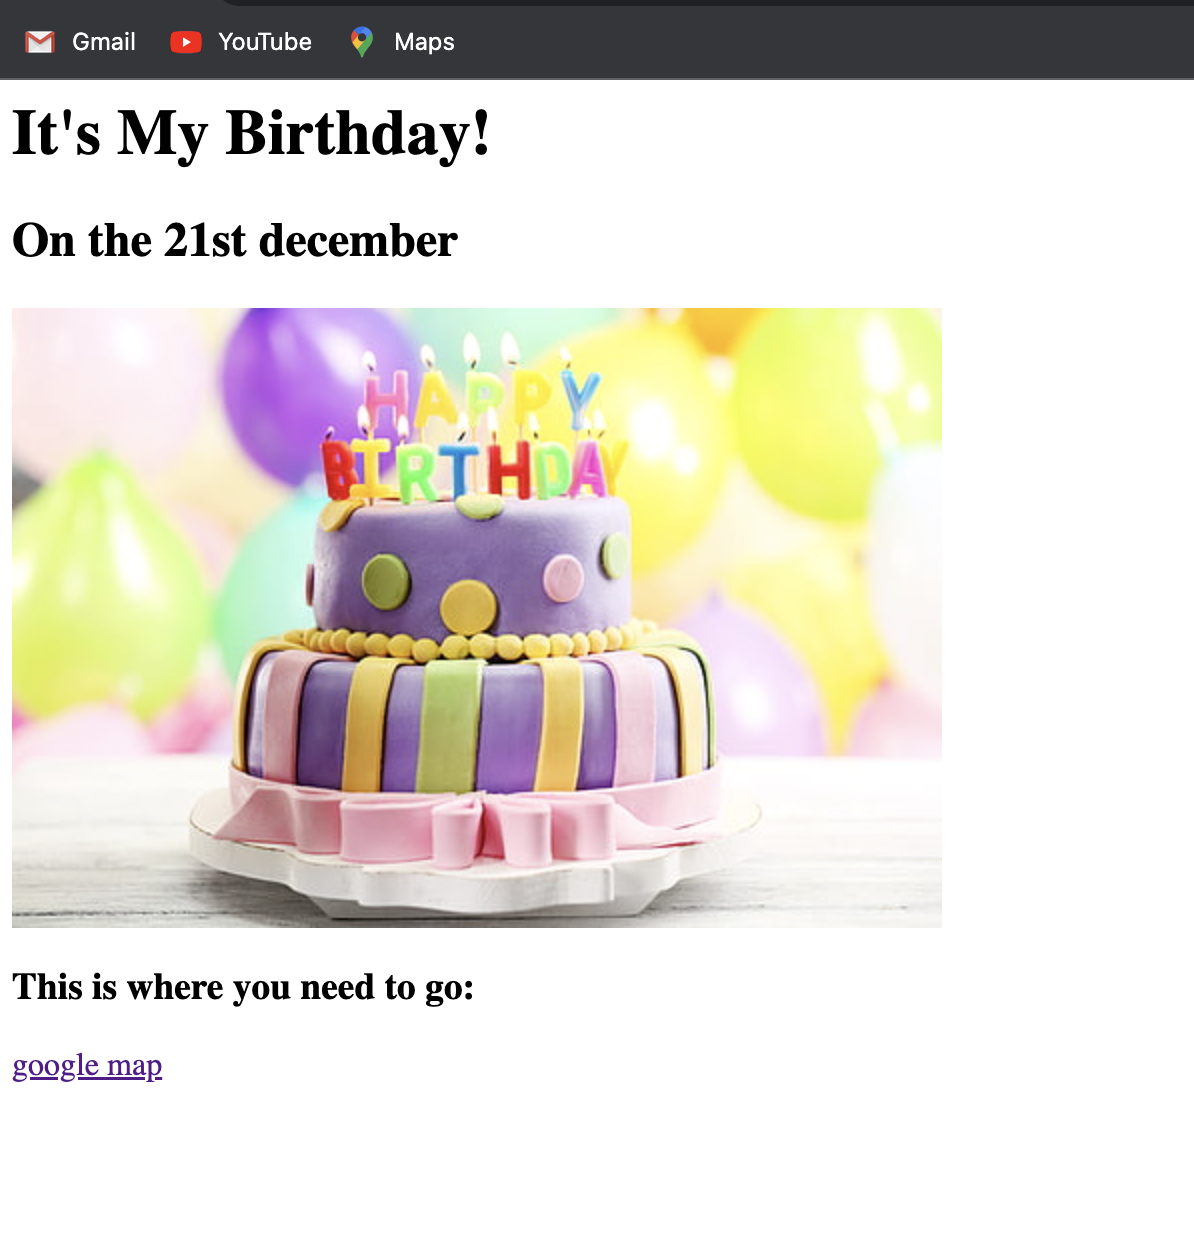 Gmail YouTube Maps
It's My Birthday!
On the 21st december
HAPPY
BIRTHDAY
This is where you need to go:
google map